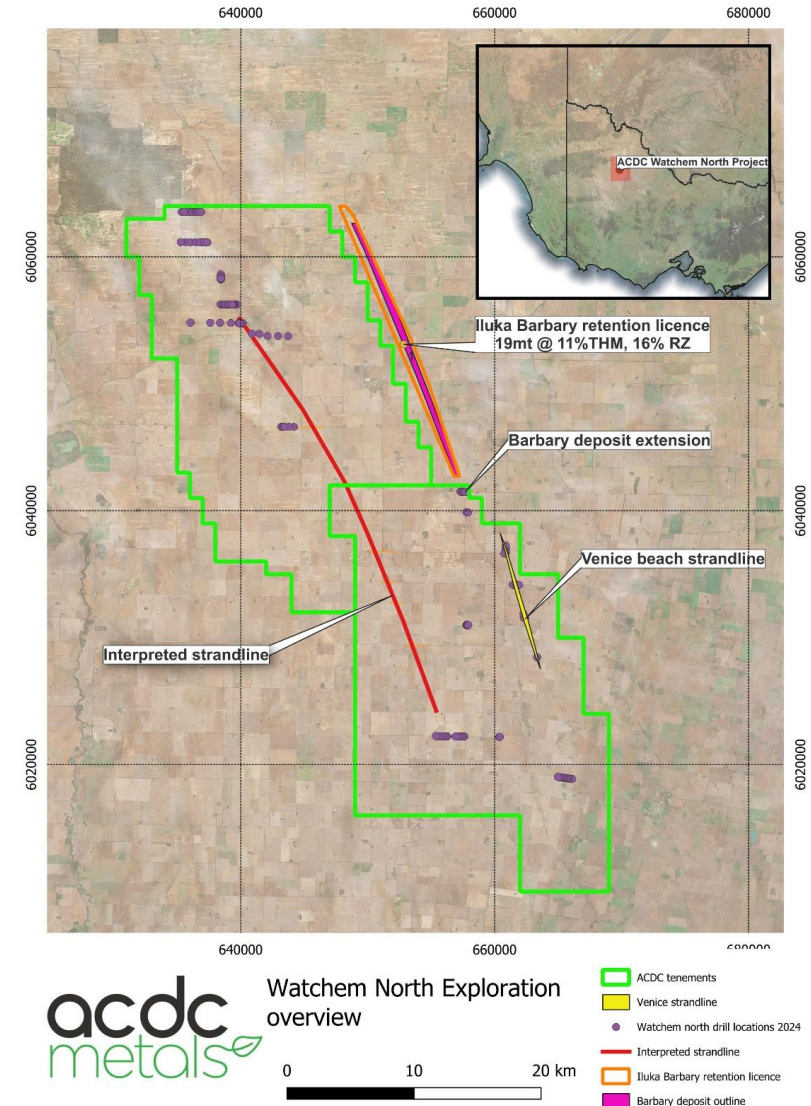 640000
660000
680000
ACDC Watchem North Project
6060000
6060000
Iluka Barbary retention licence
19mt @ 11%THM, 16% RZ
Barbary deposit extension
6040000
6040000
Venice beach strandline
Interpreted strandline
6020000
6020000
640000
660000
680000
acdc
metals
Watchem North Exploration
overview
0
10
20 km
ACDC tenements
Venice strandline
Watchem north drill locations 2024
Interpreted strandline
Iluka Barbary retention licence
Barbary deposit outline